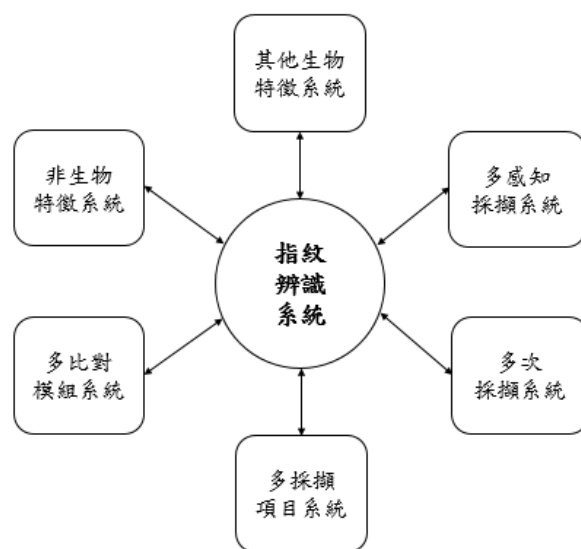 其他生物
特徵系統
非生物
特徵系統
多感知
採擷系統
指紋
辨識
系統
多比對
模組系統
多次
採擷系統
多採擷
項目系統